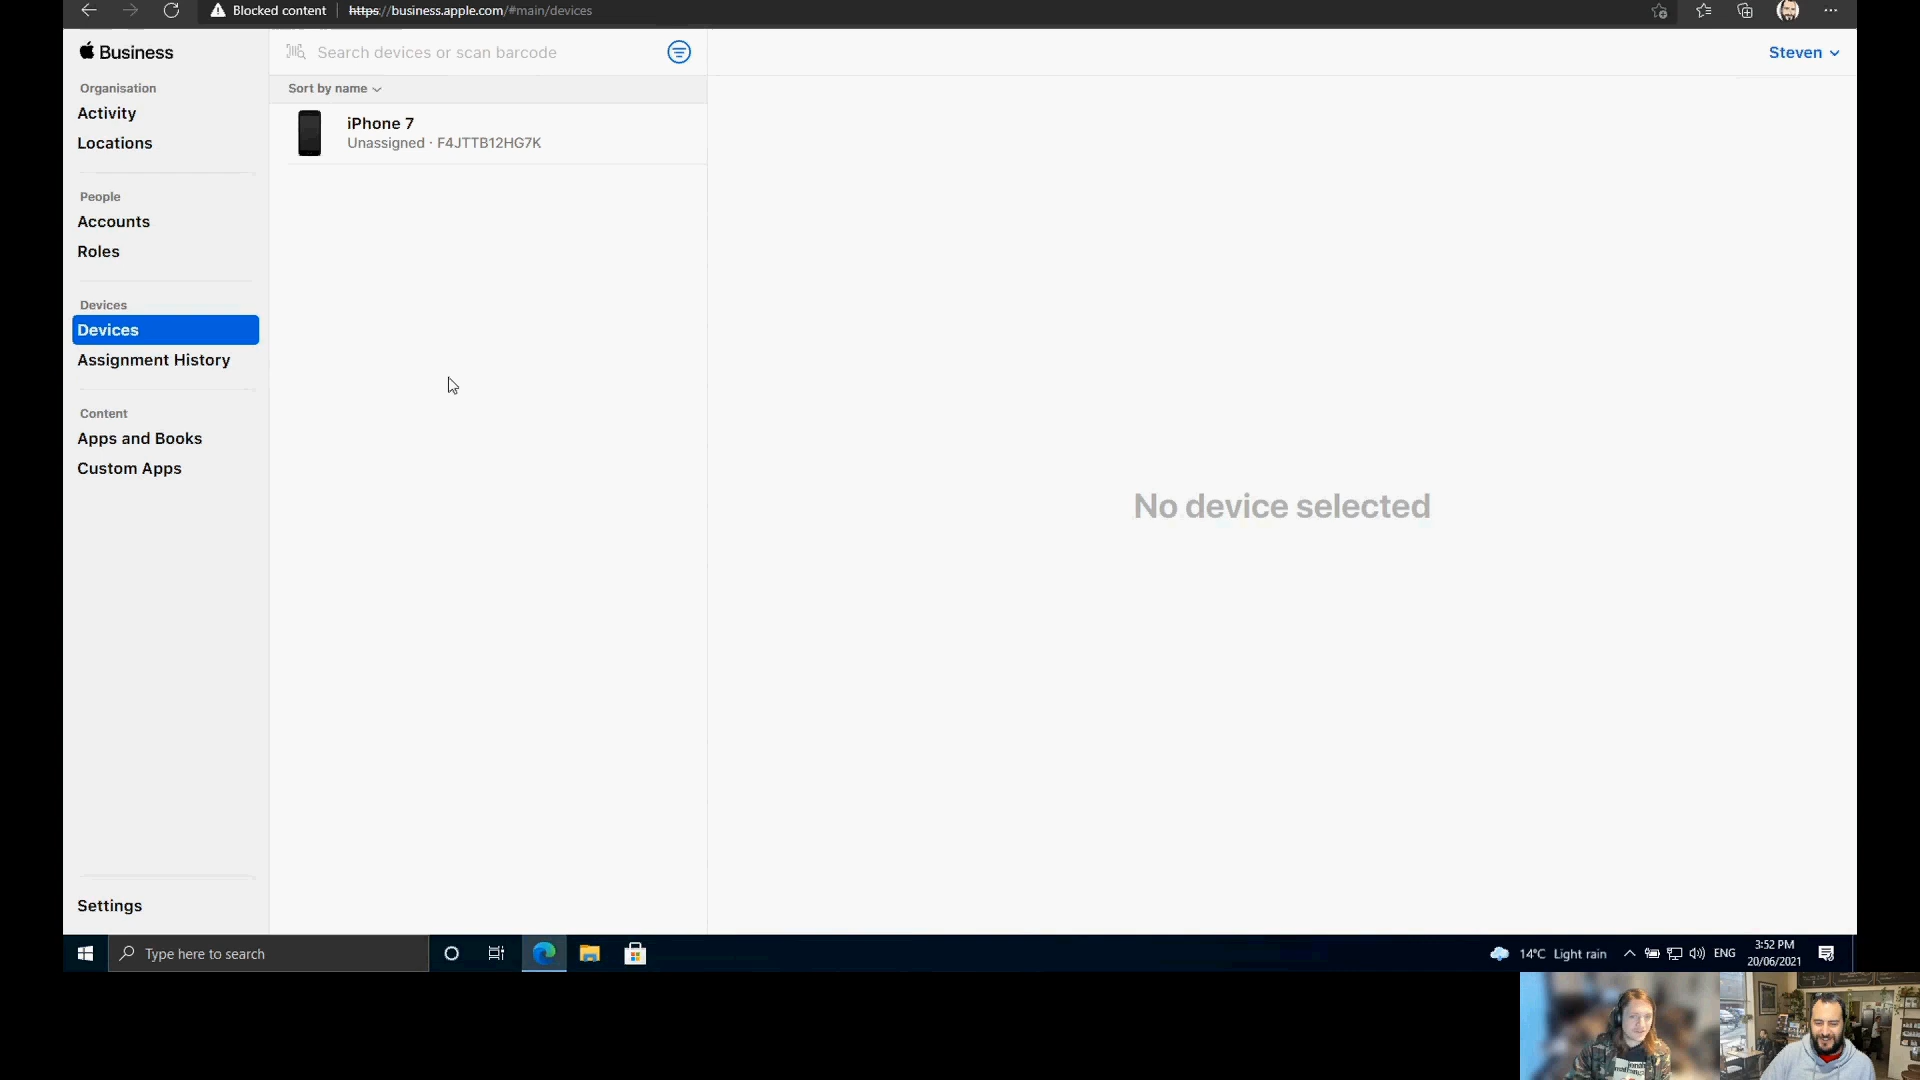 Blocked content
https://business.apple.com/#main/devices
Business
Search devices or scan barcode
Steven
Organisation
Sort by name
Activity
iPhone 7
Unassigned · F4JTTB12HG7K
Locations
People
Accounts
Roles
Devices
Devices
Assignment History
Content
Apps and Books
Custom Apps
No device selected
Settings
Type here to search
14°C Light rain
ENG
3:52 PM
20/06/2021